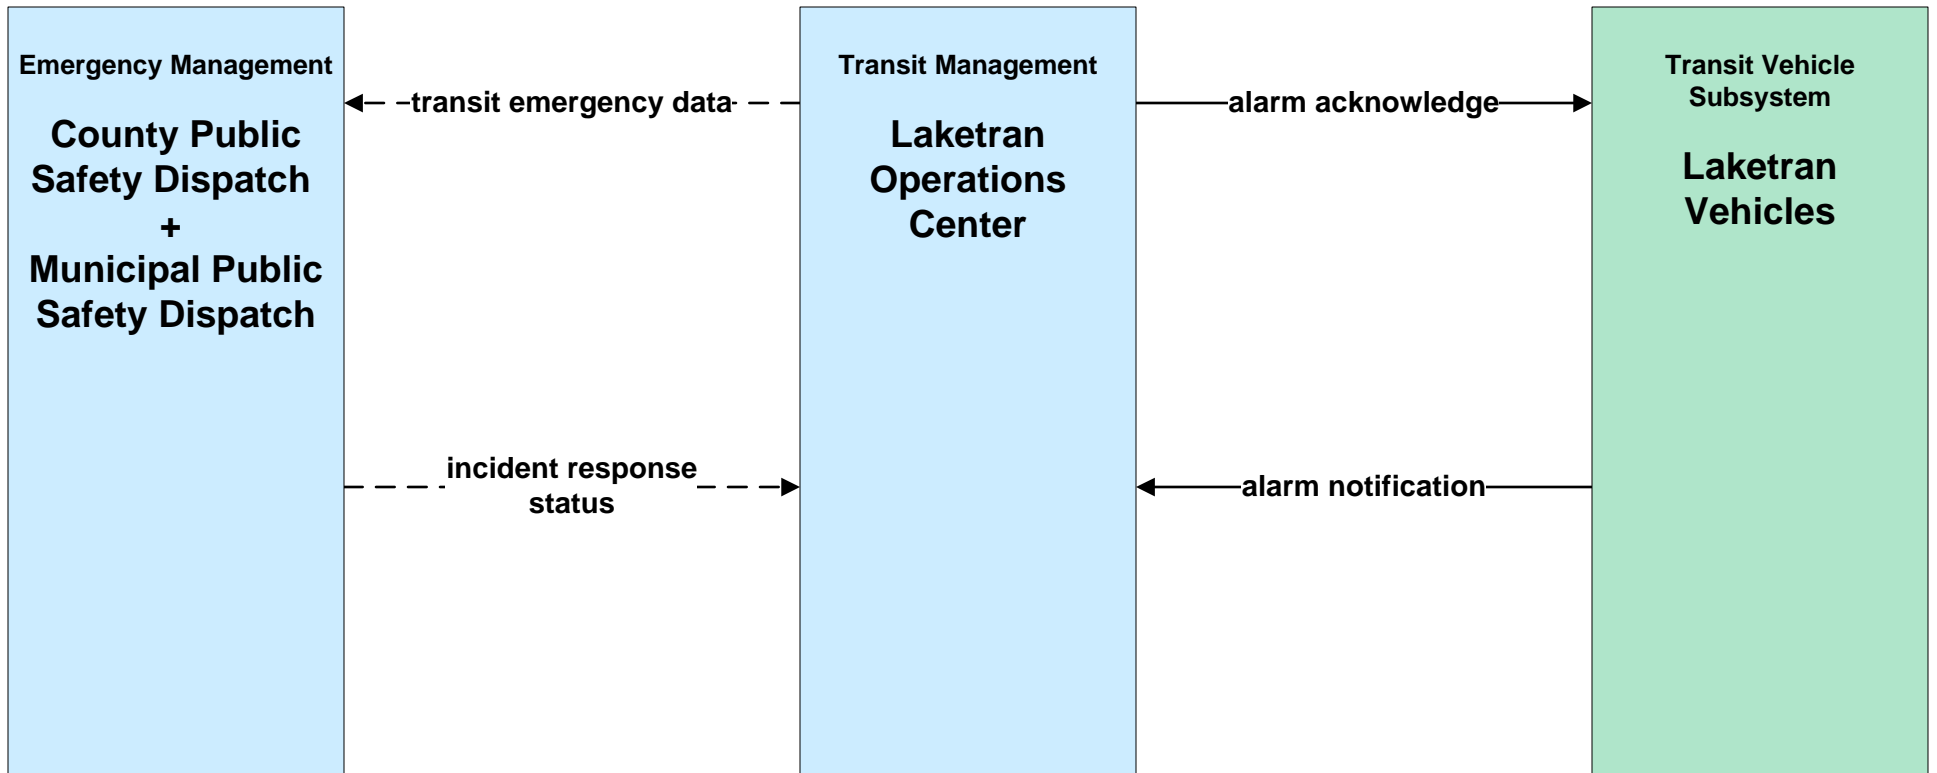 Emergency Management
County Public
Safety Dispatch
+
Municipal Public
Safety Dispatch
transit emergency data
incident response
status
Transit Management
Laketran
Operations
Center
alarm acknowledge
alarm notification
Transit Vehicle
Subsystem
Laketran
Vehicles